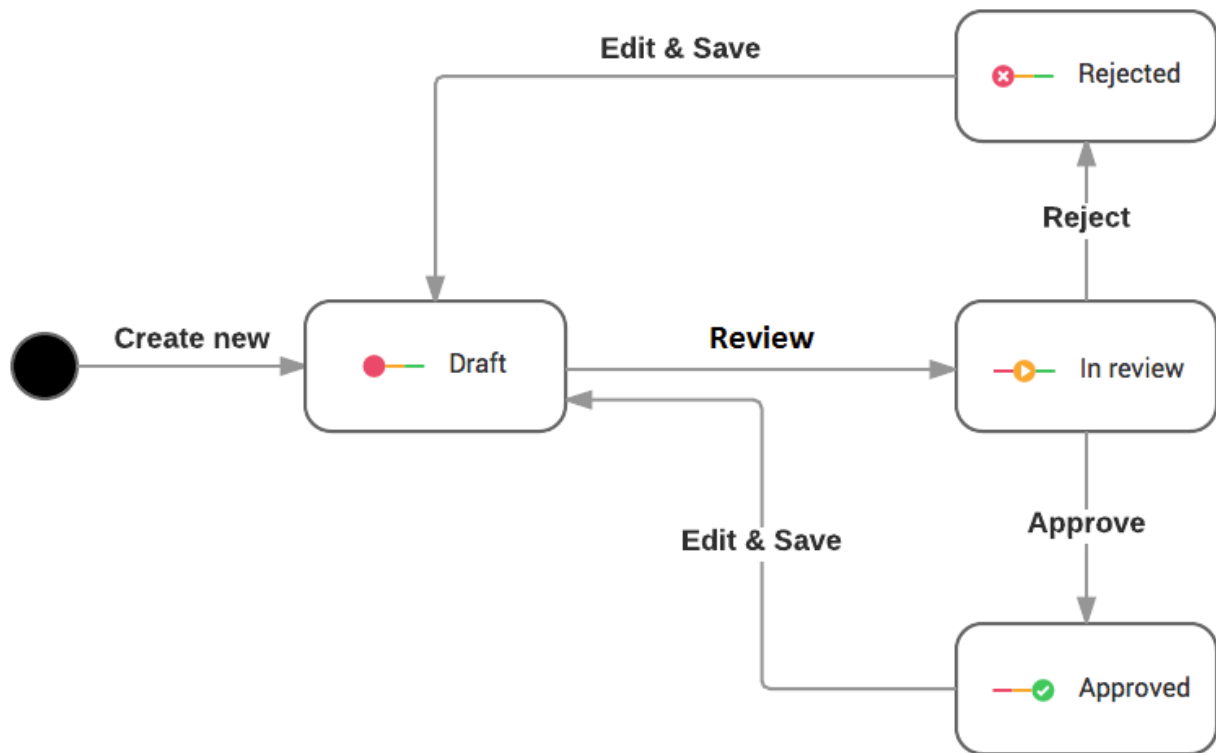 Edit & Save
Rejected
Reject
Create new
Draft
Review
In review
Edit & Save
Approve
Approved